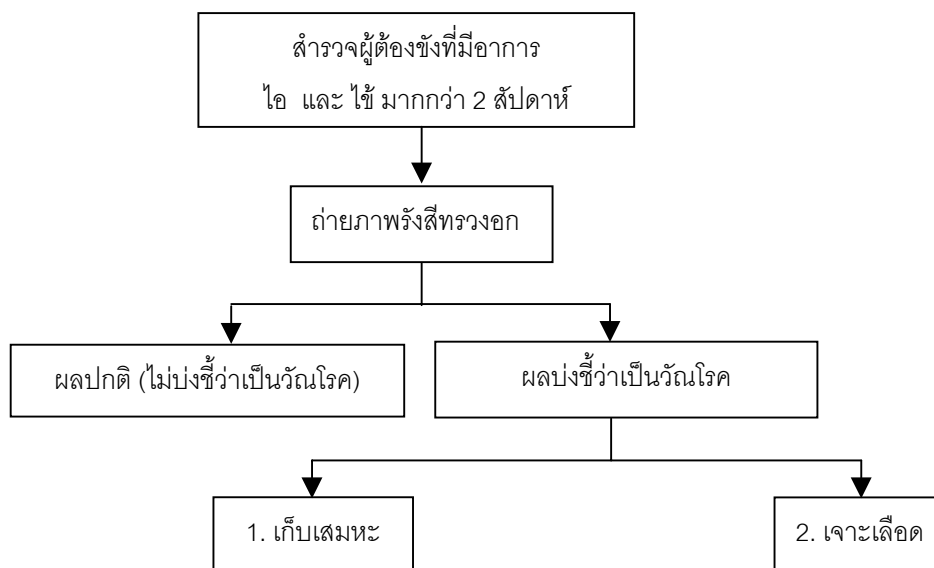 สำรวจผู้ต้องขังที่มีอาการ
ไอ และ ไข้ มากกว่า 2 สัปดาห์
ถ่ายภาพรังสีทรวงอก
ผลปกติ (ไม่บ่งชี้ว่าเป็นวัณโรค)
ผลบ่งชี้ว่าเป็นวัณโรค
1. เก็บเสมหะ
2. เจาะเลือด